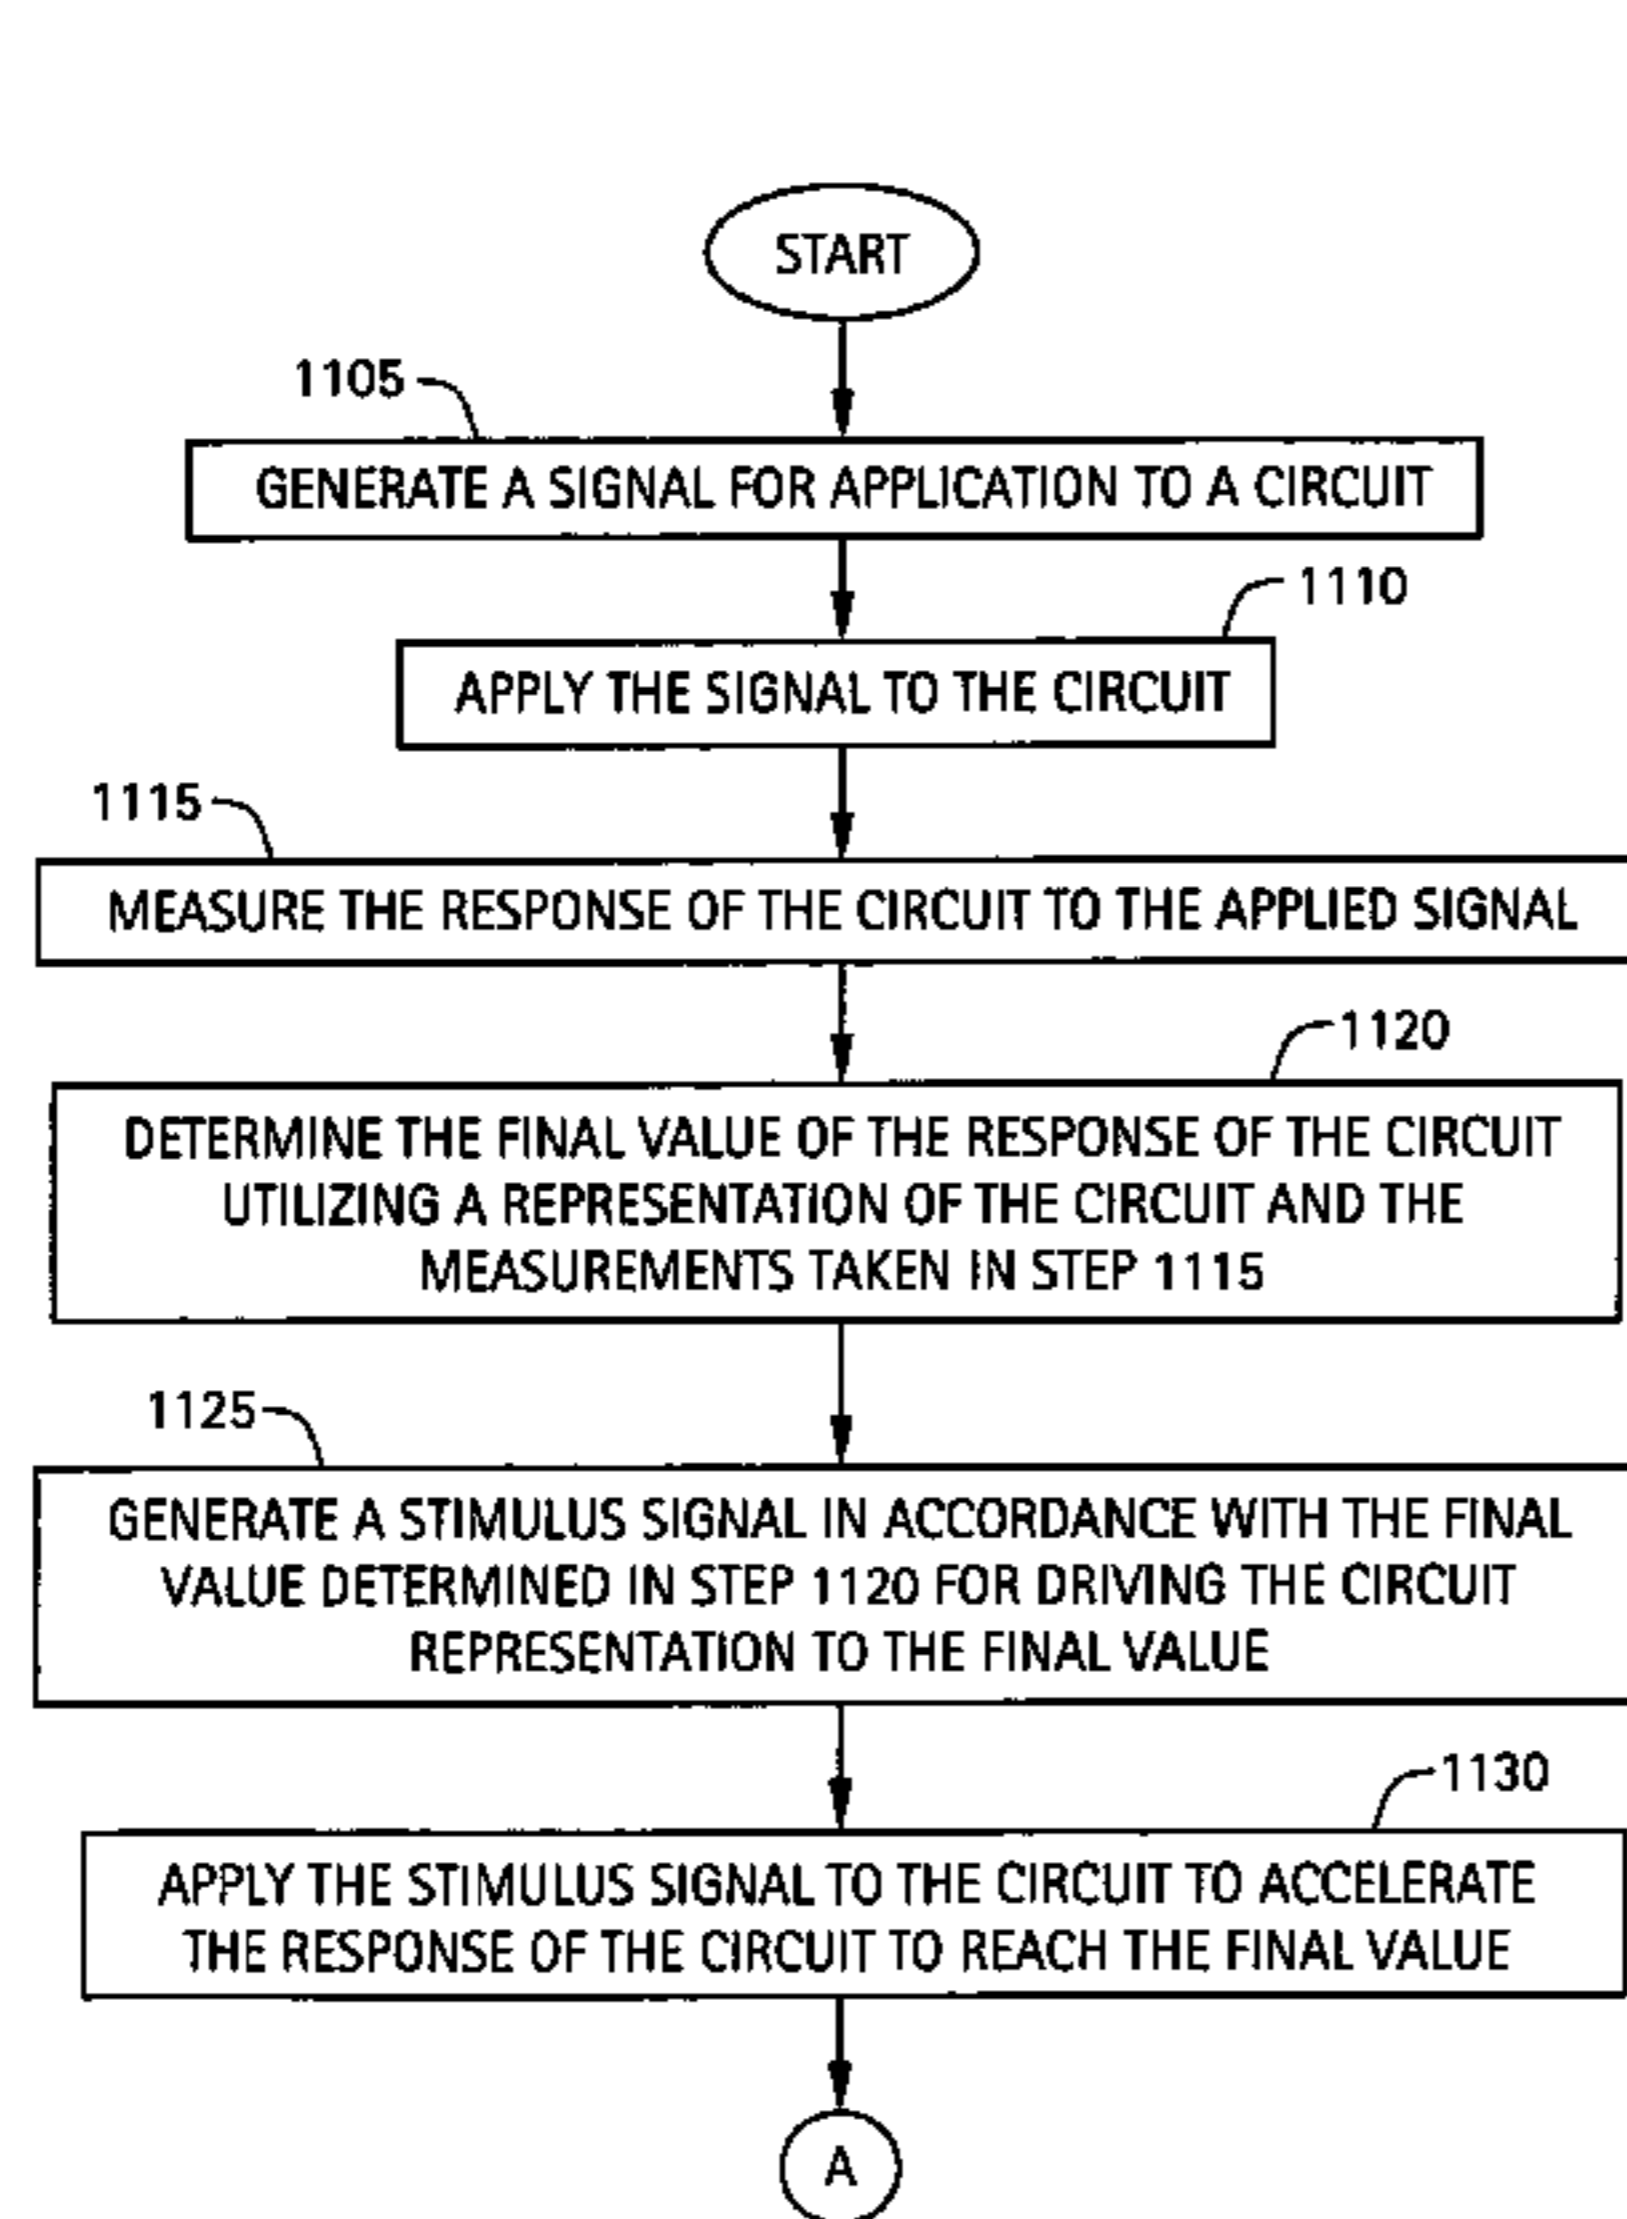 START
1105
GENERATE A SIGNAL FOR APPLICATION TO A CIRCUIT
1110
APPLY THE SIGNAL TO THE CIRCUIT
1115
MEASURE THE RESPONSE OF THE CIRCUIT TO THE APPLIED SIGNAL
1120
DETERMINE THE FINAL VALUE OF THE RESPONSE OF THE CIRCUIT
UTILIZING A REPRESENTATION OF THE CIRCUIT AND THE
MEASUREMENTS TAKEN IN STEP 1115
1125
GENERATE A STIMULUS SIGNAL IN ACCORDANCE WITH THE FINAL
VALUE DETERMINED IN STEP 1120 FOR DRIVING THE CIRCUIT
REPRESENTATION TO THE FINAL VALUE
1130
APPLY THE STIMULUS SIGNAL TO THE CIRCUIT TO ACCELERATE
THE RESPONSE OF THE CIRCUIT TO REACH THE FINAL VALUE
A